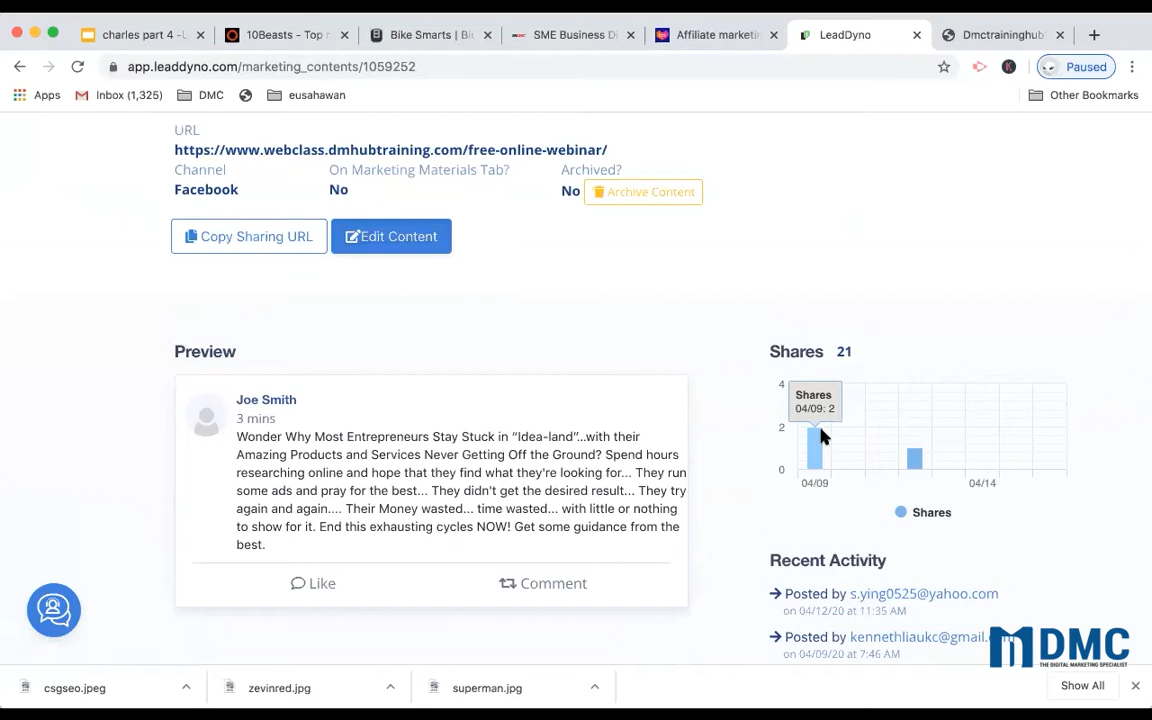 charles part 4 -L
10Beasts - Top r
Bike Smarts | Bi
SME Business Di
Affiliate marketi
LeadDyno
Dmctraininghub
app.leaddyno.com/marketing_contents/1059252
Paused
Apps
Inbox (1,325)
DMC
eusahawan
Other Bookmarks
URL
https://www.webclass.dmhubtraining.com/free-online-webinar/
Channel
On Marketing Materials Tab?
Archived?
Facebook
No
No
Archive Content
Copy Sharing URL
Edit Content
Preview
Shares 21
Joe Smith
3 mins
Wonder Why Most Entrepreneurs Stay Stuck in “Idea-land”...with their
Amazing Products and Services Never Getting Off the Ground? Spend hours
researching online and hope that they find what they're looking for... They run
some ads and pray for the best... They didn't get the desired result... They try
again and again.... Their Money wasted... time wasted... with little or nothing
to show for it. End this exhausting cycles NOW! Get some guidance from the
best.
Like
Comment
4
Shares
04/09: 2
2
0
04/09
04/14
Shares
Recent Activity
Posted by s.ying0525@yahoo.com
on 04/12/20 at 11:35 AM
Posted by kennethliaukc@gmail.
on 04/09/20 at 7:46 AM
DMC
THE DIGITAL MARKETING SPECIALIST
csgseo.jpeg
zevinred.jpg
superman.jpg
Show All